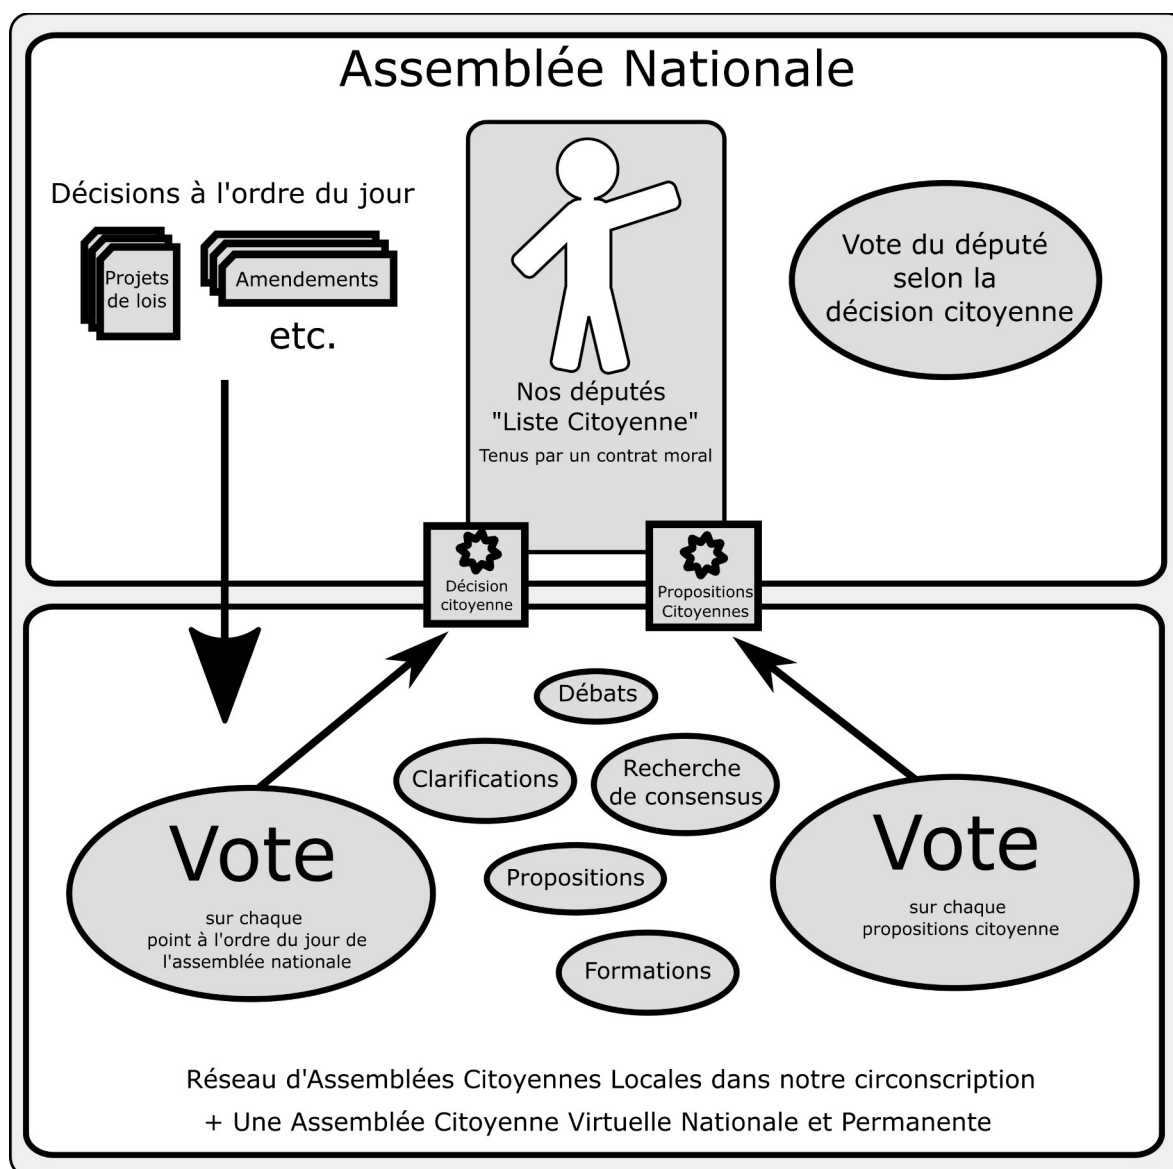 Assemblée Nationale
Décisions à l'ordre du jour
Projets
de lois
Amendements
etc.
Nos députés
"Liste Citoyenne"
Tenus par un contrat moral
Vote du député
selon la
décision citoyenne
Décision
citoyenne
Propositions
Citoyennes
Débats
Clarifications
Recherche
de consensus
Propositions
Formations
Vote
sur chaque
point à l'ordre du jour de
l'assemblée nationale
Vote
sur chaque
propositions citoyenne
Réseau d'Assemblées Citoyennes Locales dans notre circonscription
+ Une Assemblée Citoyenne Virtuelle Nationale et Permanente